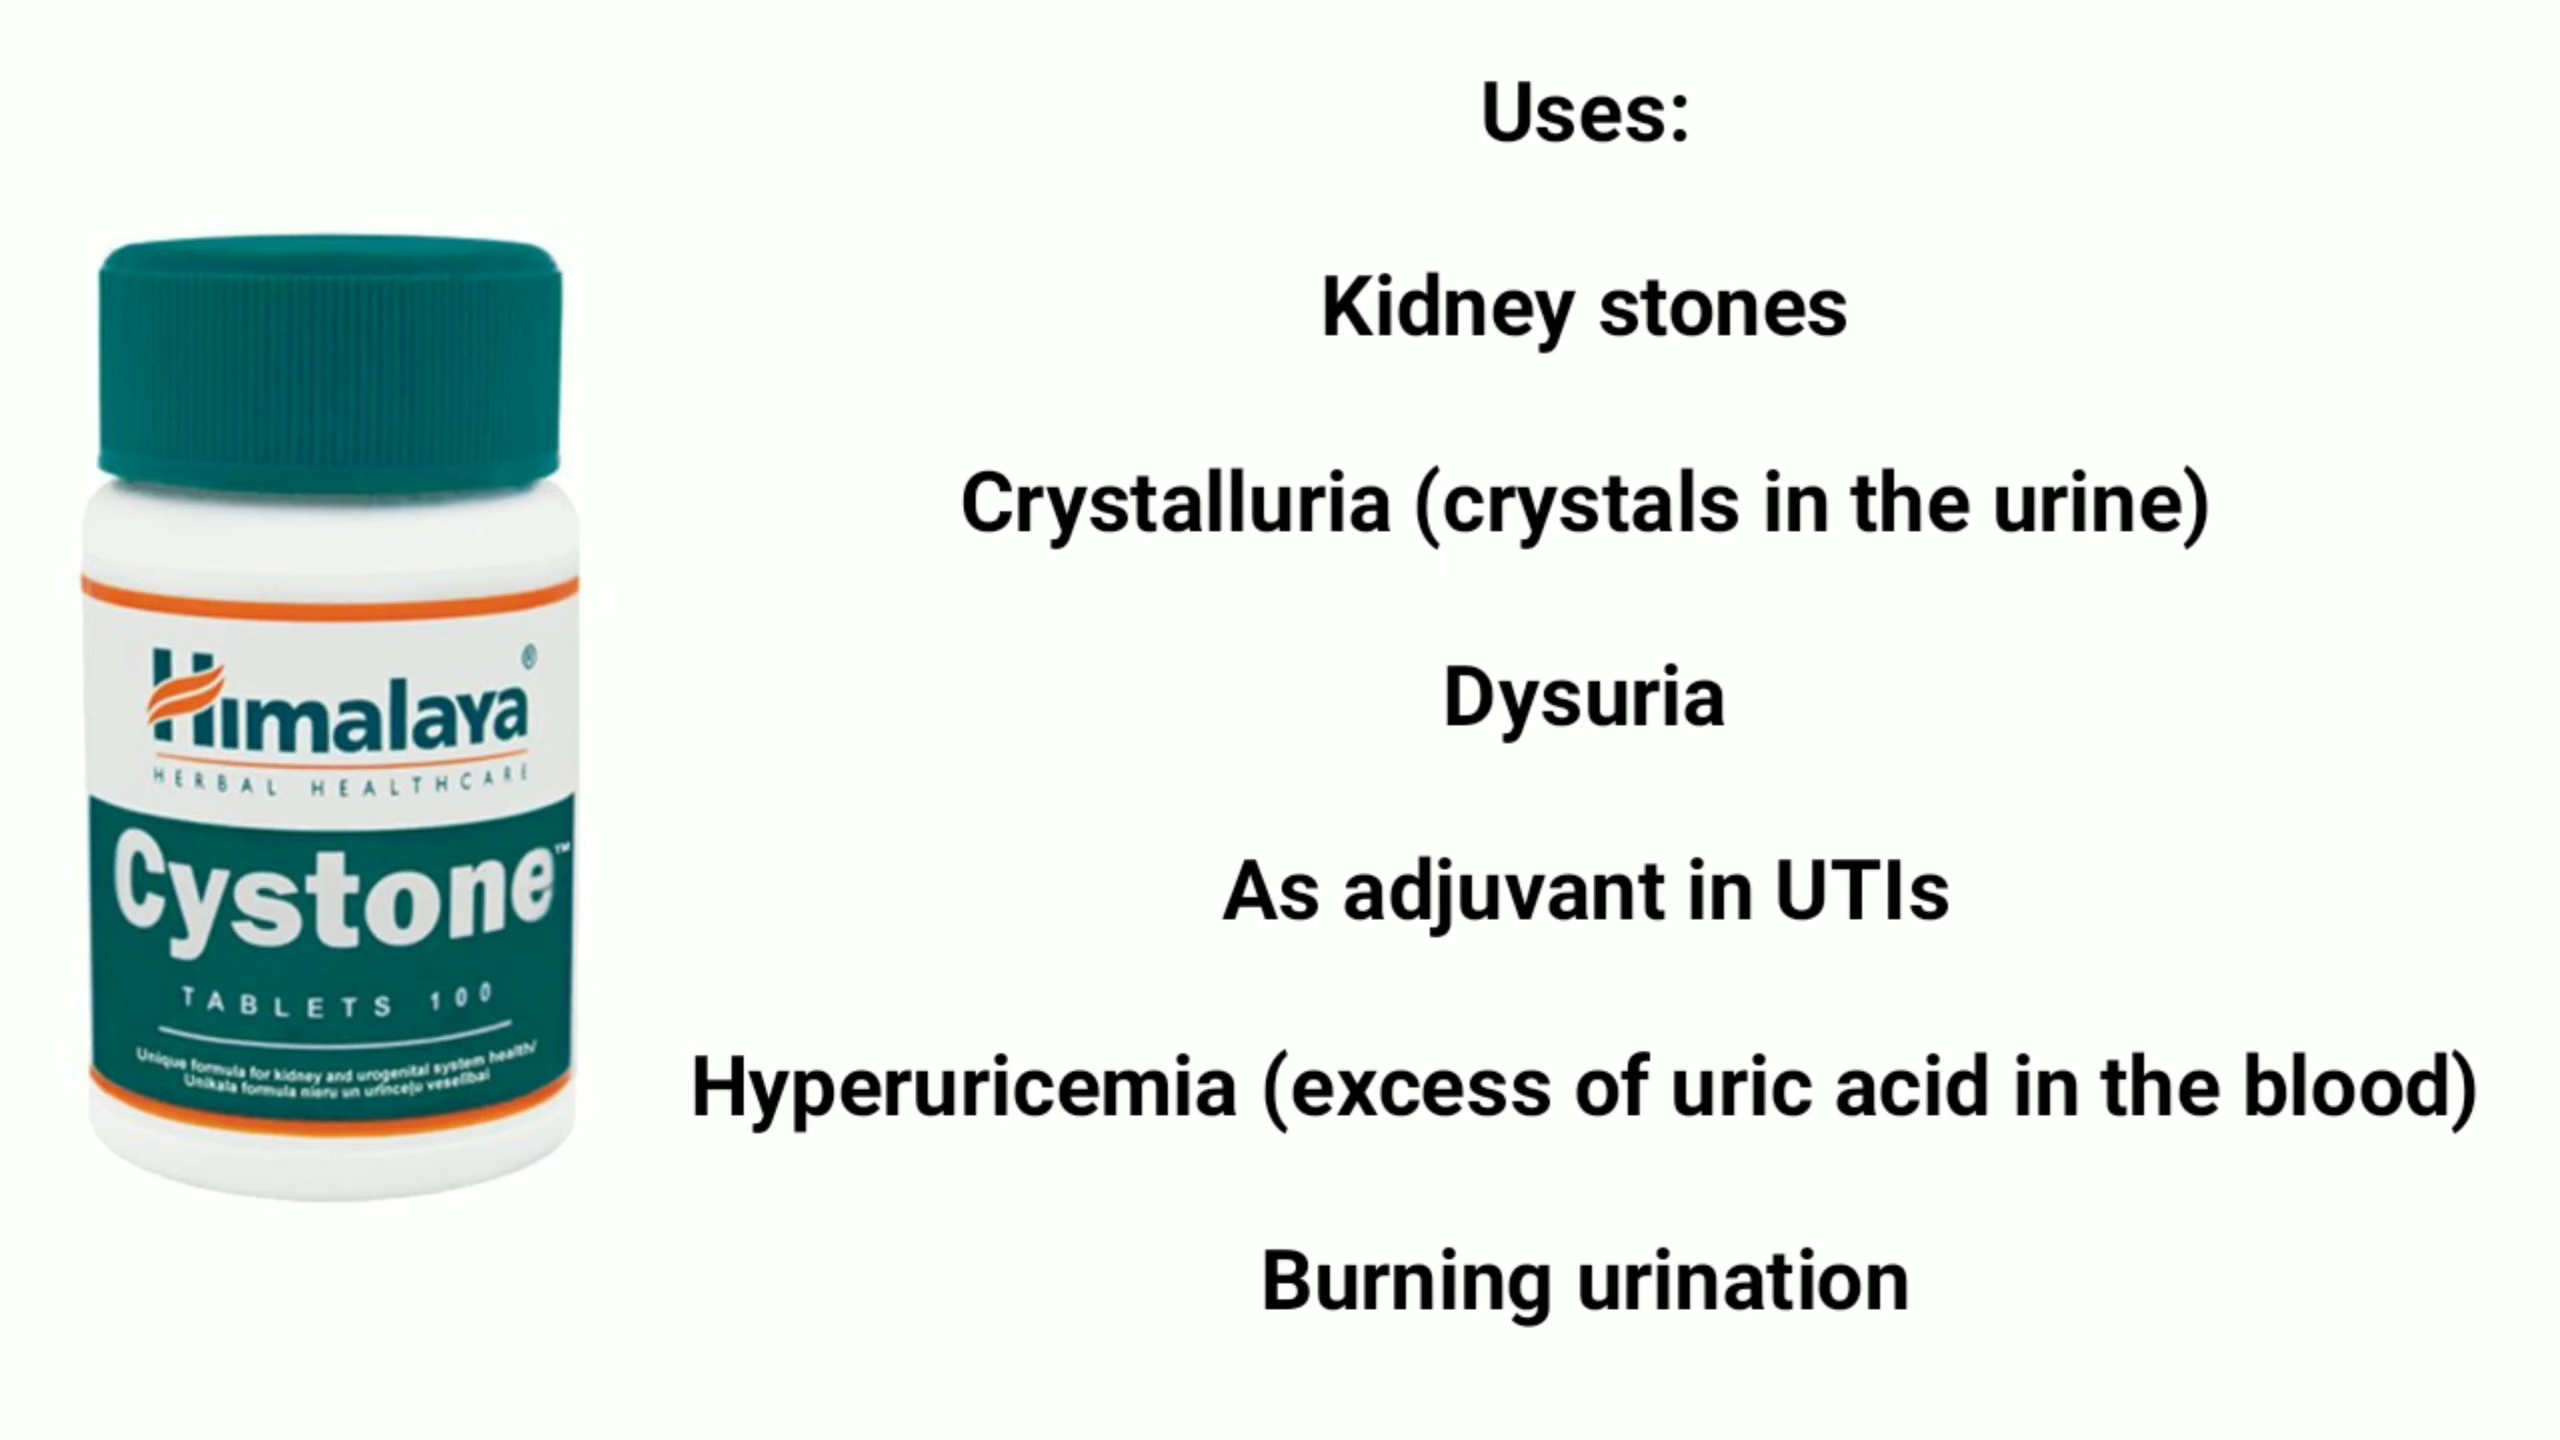 Uses:
Kidney stones
Crystalluria (crystals in the urine)
Dysuria
As adjuvant in UTIs
Hyperuricemia (excess of uric acid in the blood)
Burning urination
Himalaya®
HERBAL HEALTHCARE
Cystone™
TABLETS 100
Unique formula for kidney and urogenital system health/
Unikala formula nieru un urīnceļu veselībai